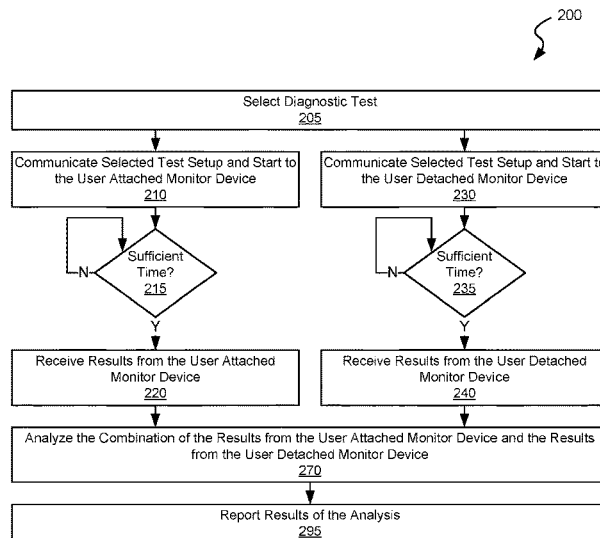 200
Select Diagnostic Test
205
Communicate Selected Test Setup and Start to
the User Attached Monitor Device
210
Communicate Selected Test Setup and Start to
the User Detached Monitor Device
230
Sufficient
Time?
215
N
Y
Sufficient
Time?
235
N
Y
Receive Results from the User Attached
Monitor Device
220
Receive Results from the User Detached
Monitor Device
240
Analyze the Combination of the Results from the User Attached Monitor Device and the Results
from the User Detached Monitor Device
270
Report Results of the Analysis
295